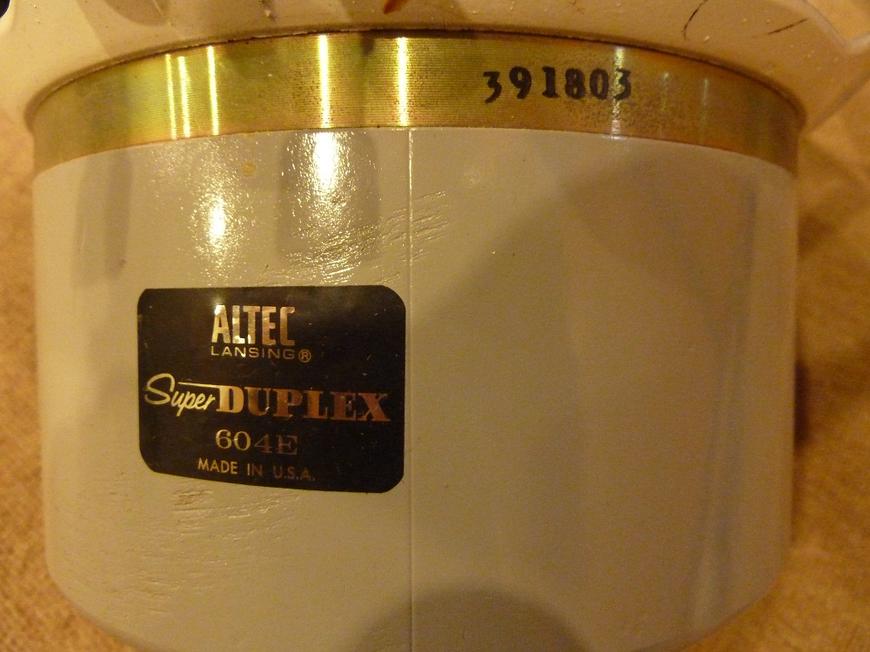 391803
ALTEC
LANSING®
Super DUPLEX
604E
MADE IN U.S.A.